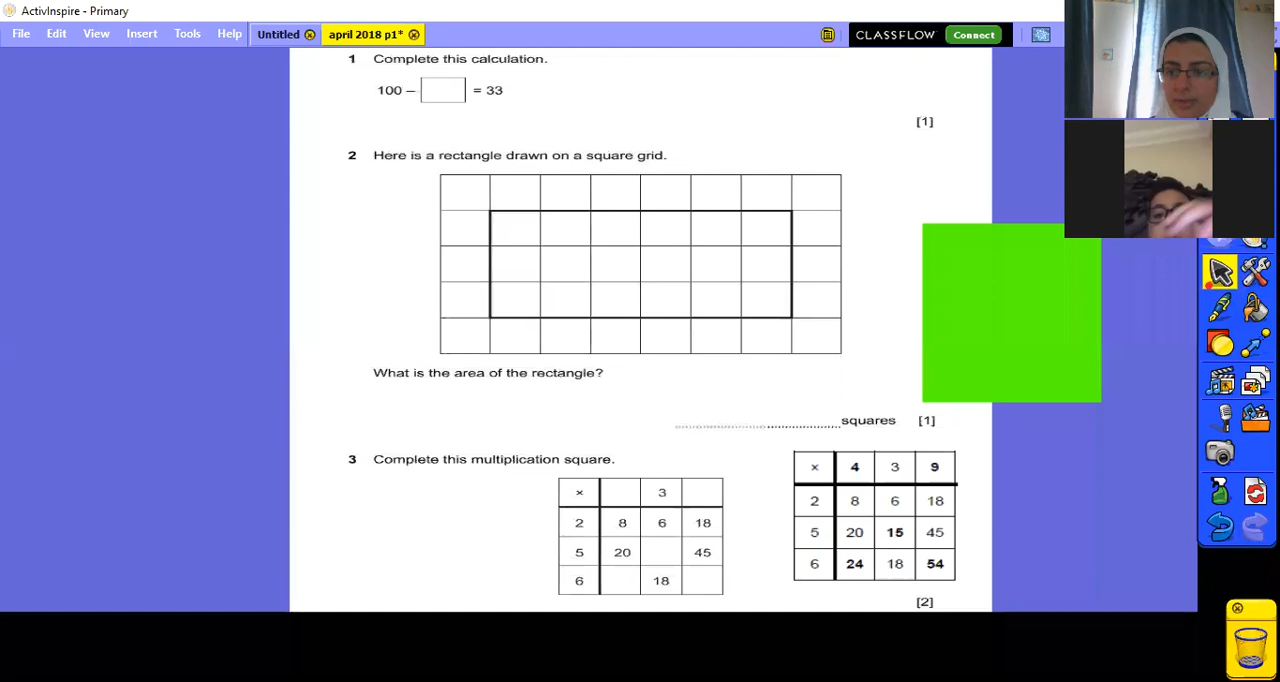 ActivInspire - Primary
File Edit View Insert Tools Help Untitled april 2018 p1* CLASSFLOW Connect
1 Complete this calculation.
100 – = 33
[1]
2 Here is a rectangle drawn on a square grid.
What is the area of the rectangle?
squares [1]
3 Complete this multiplication square.
× 3
2 8 6 18
5 20 45
6 18
× 4 3 9
2 8 6 18
5 20 15 45
6 24 18 54
[2]